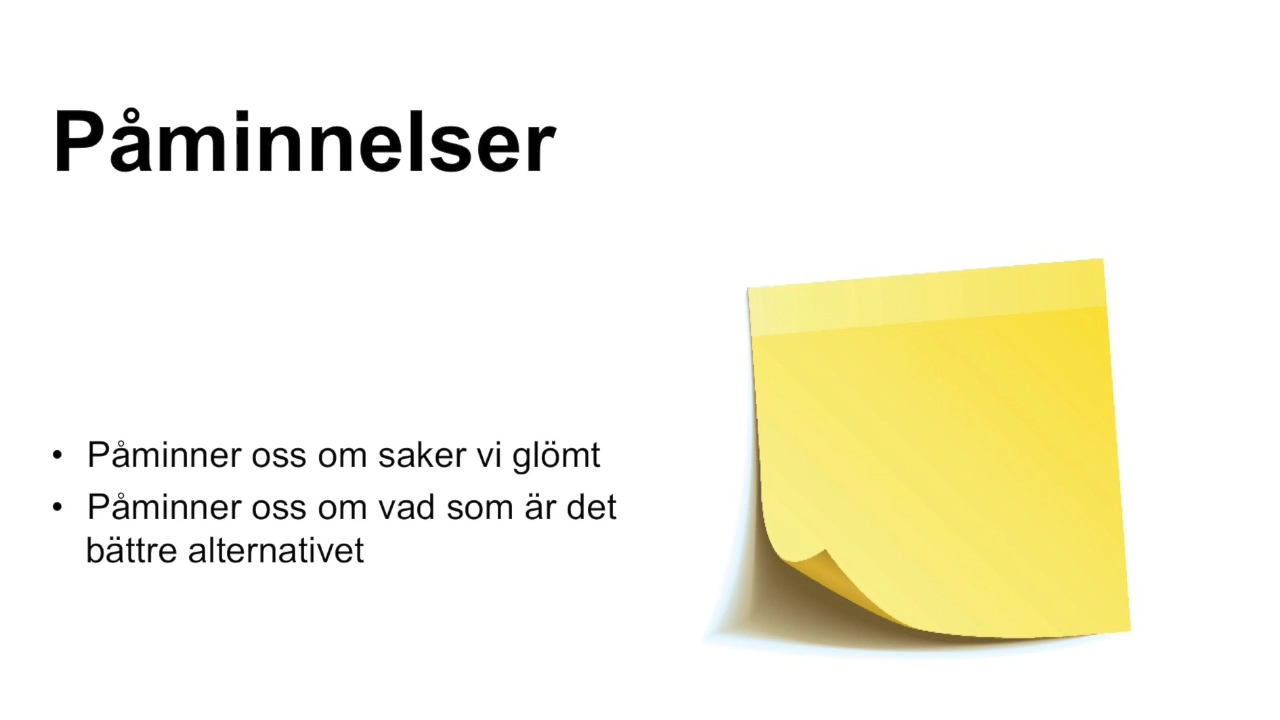 Påminnelser
• Påminner oss om saker vi glömt
• Påminner oss om vad som är det
bättre alternativet